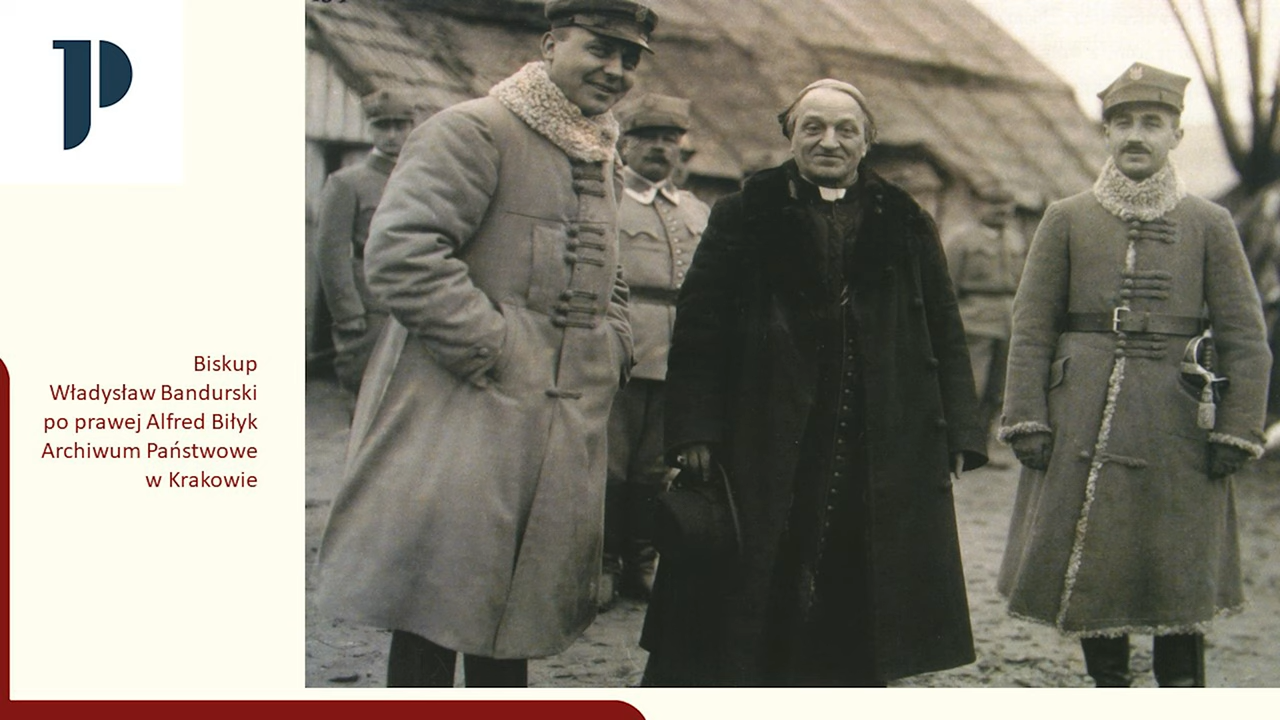 Biskup
Władysław Bandurski
po prawej Alfred Biłyk
Archiwum Państwowe
w Krakowie